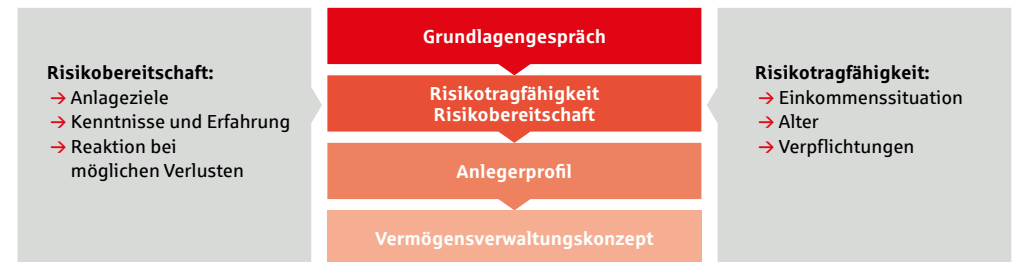 Risikobereitschaft:
→ Anlageziele
→ Kenntnisse und Erfahrung
→ Reaktion bei
möglichen Verlusten
Grundlagengespräch
Risikotragfähigkeit
Risikobereitschaft
Anlegerprofil
Vermögensverwaltungskonzept
Risikotragfähigkeit:
→ Einkommenssituation
→ Alter
→ Verpflichtungen